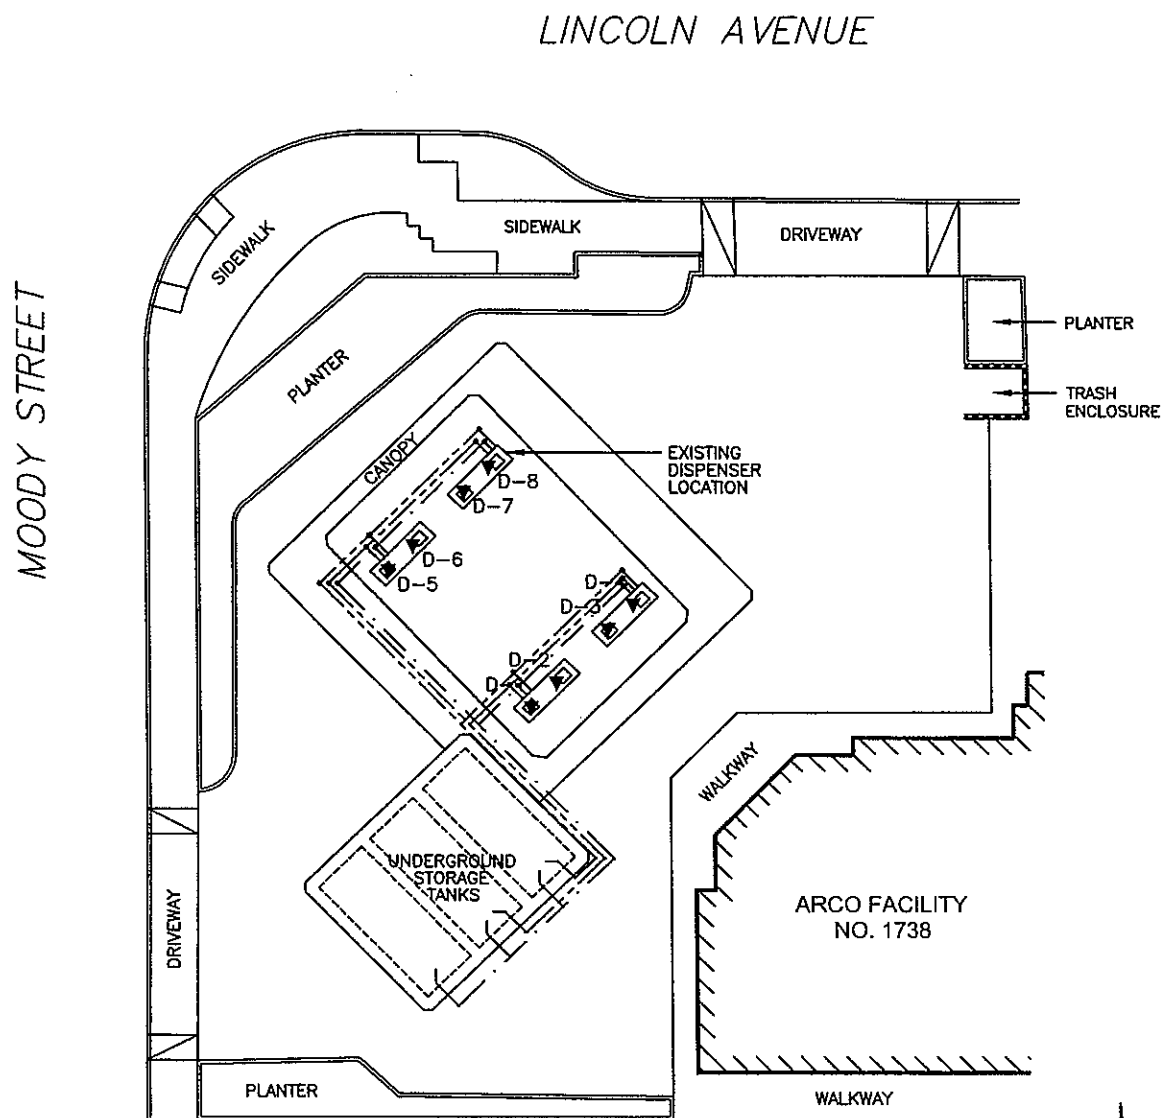 LINCOLN AVENUE
MOODY STREET
SIDEWALK
SIDEWALK
DRIVEWAY
PLANTER
PLANTER
TRASH
ENCLOSURE
CANOPY
EXISTING
DISPENSER
LOCATION
D-8
D-7
D-6
D-5
D-
D-3
D-2
D-
UNDERGROUND
STORAGE
TANKS
WALKWAY
ARCO FACILITY
NO. 1738
DRIVEWAY
PLANTER
WALKWAY